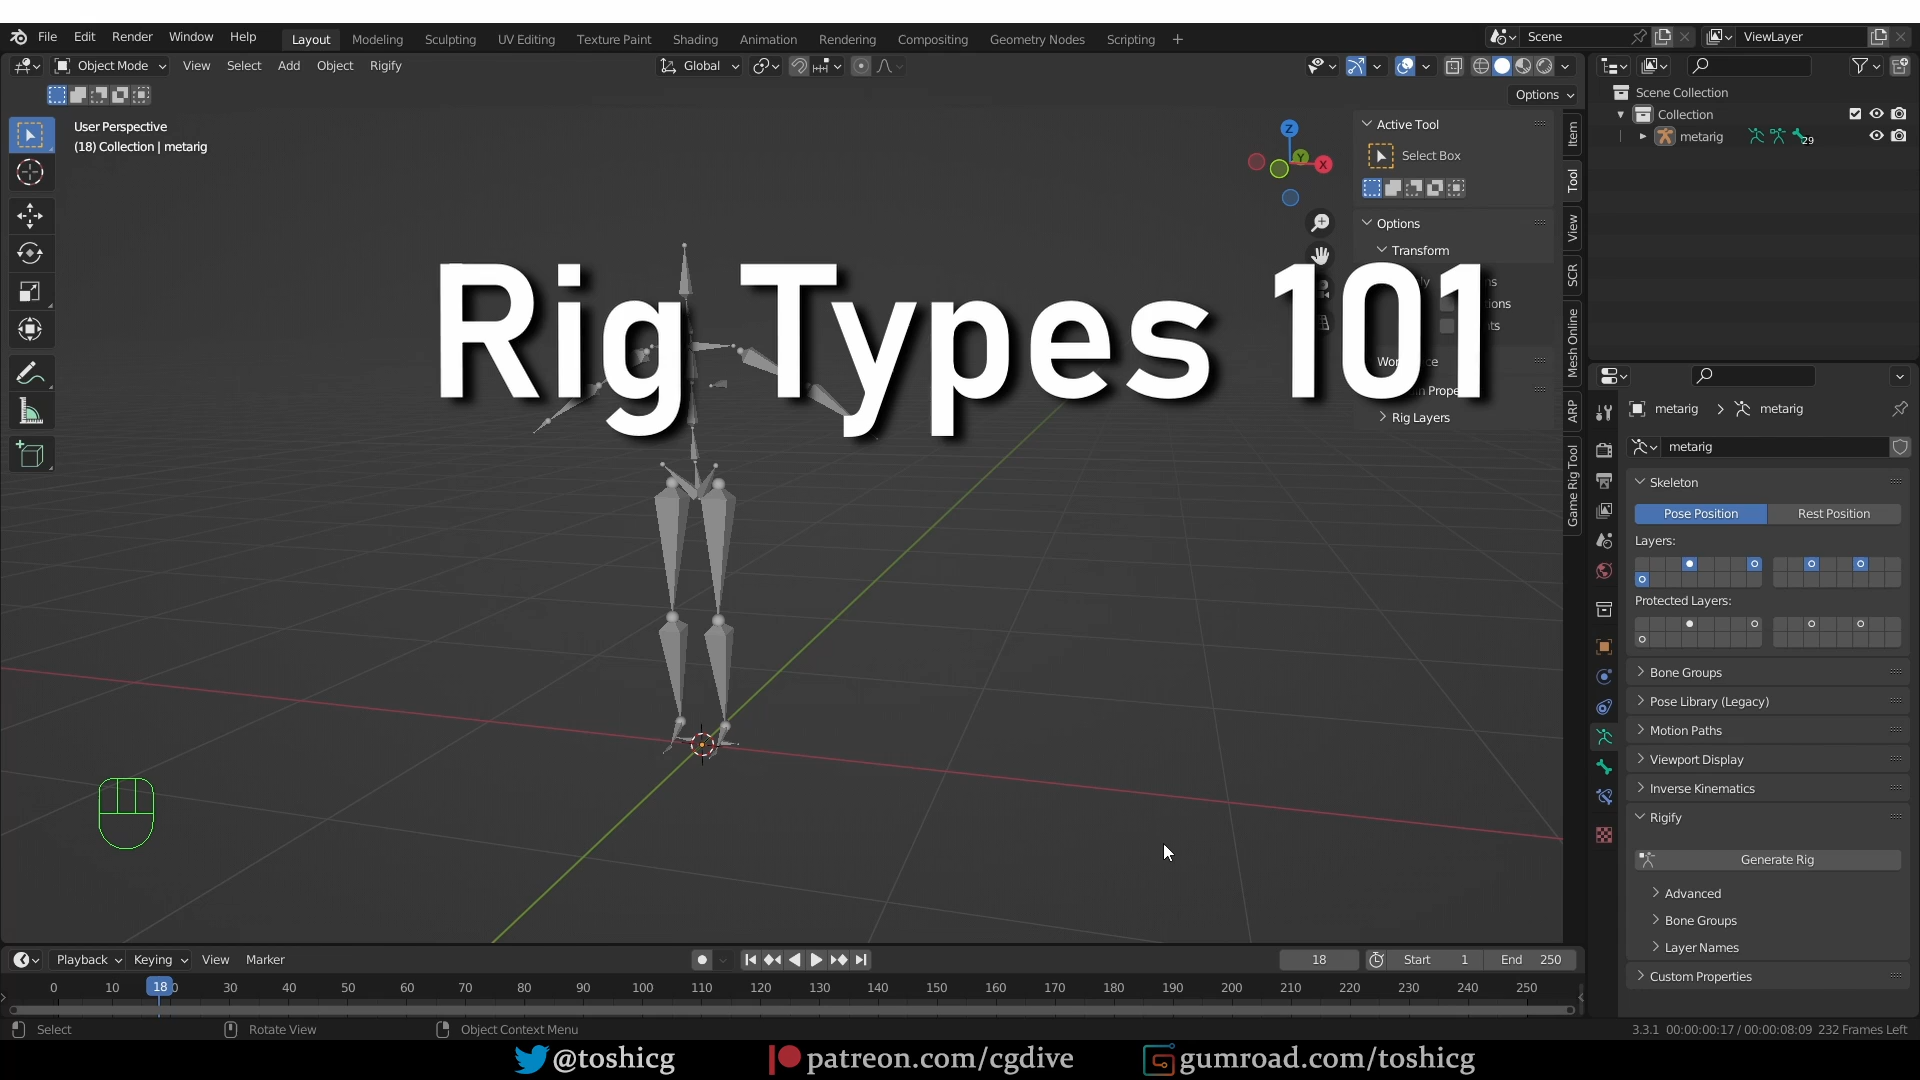 File Edit Render Window Help Layout Modeling Sculpting UV Editing Texture Paint Shading Animation Rendering Compositing Geometry Nodes Scripting + Scene ViewLayer
Object Mode View Select Add Object Rigify Global
Options
User Perspective
(18) Collection | metarig
Z
Y
X
Active Tool
Select Box
Options
Transform
Rig Layers
Item
Tool
View
SCR
Mesh Online
ARP
Game Rig Tool
Rig Types 101
Scene Collection
Collection
metarig 29
metarig > metarig
metarig
Skeleton
Pose Position Rest Position
Layers:
Protected Layers:
Bone Groups
Pose Library (Legacy)
Motion Paths
Viewport Display
Inverse Kinematics
Rigify
Generate Rig
Advanced
Bone Groups
Layer Names
Custom Properties
Playback Keying View Marker 18 Start 1 End 250
0 10 18 30 40 50 60 70 80 90 100 110 120 130 140 150 160 170 180 190 200 210 220 230 240 250
Select Rotate View Object Context Menu 3.3.1 00:00:00:17 / 00:00:08:09 232 Frames Left
@toshicg patreon.com/cgdive gumroad.com/toshicg